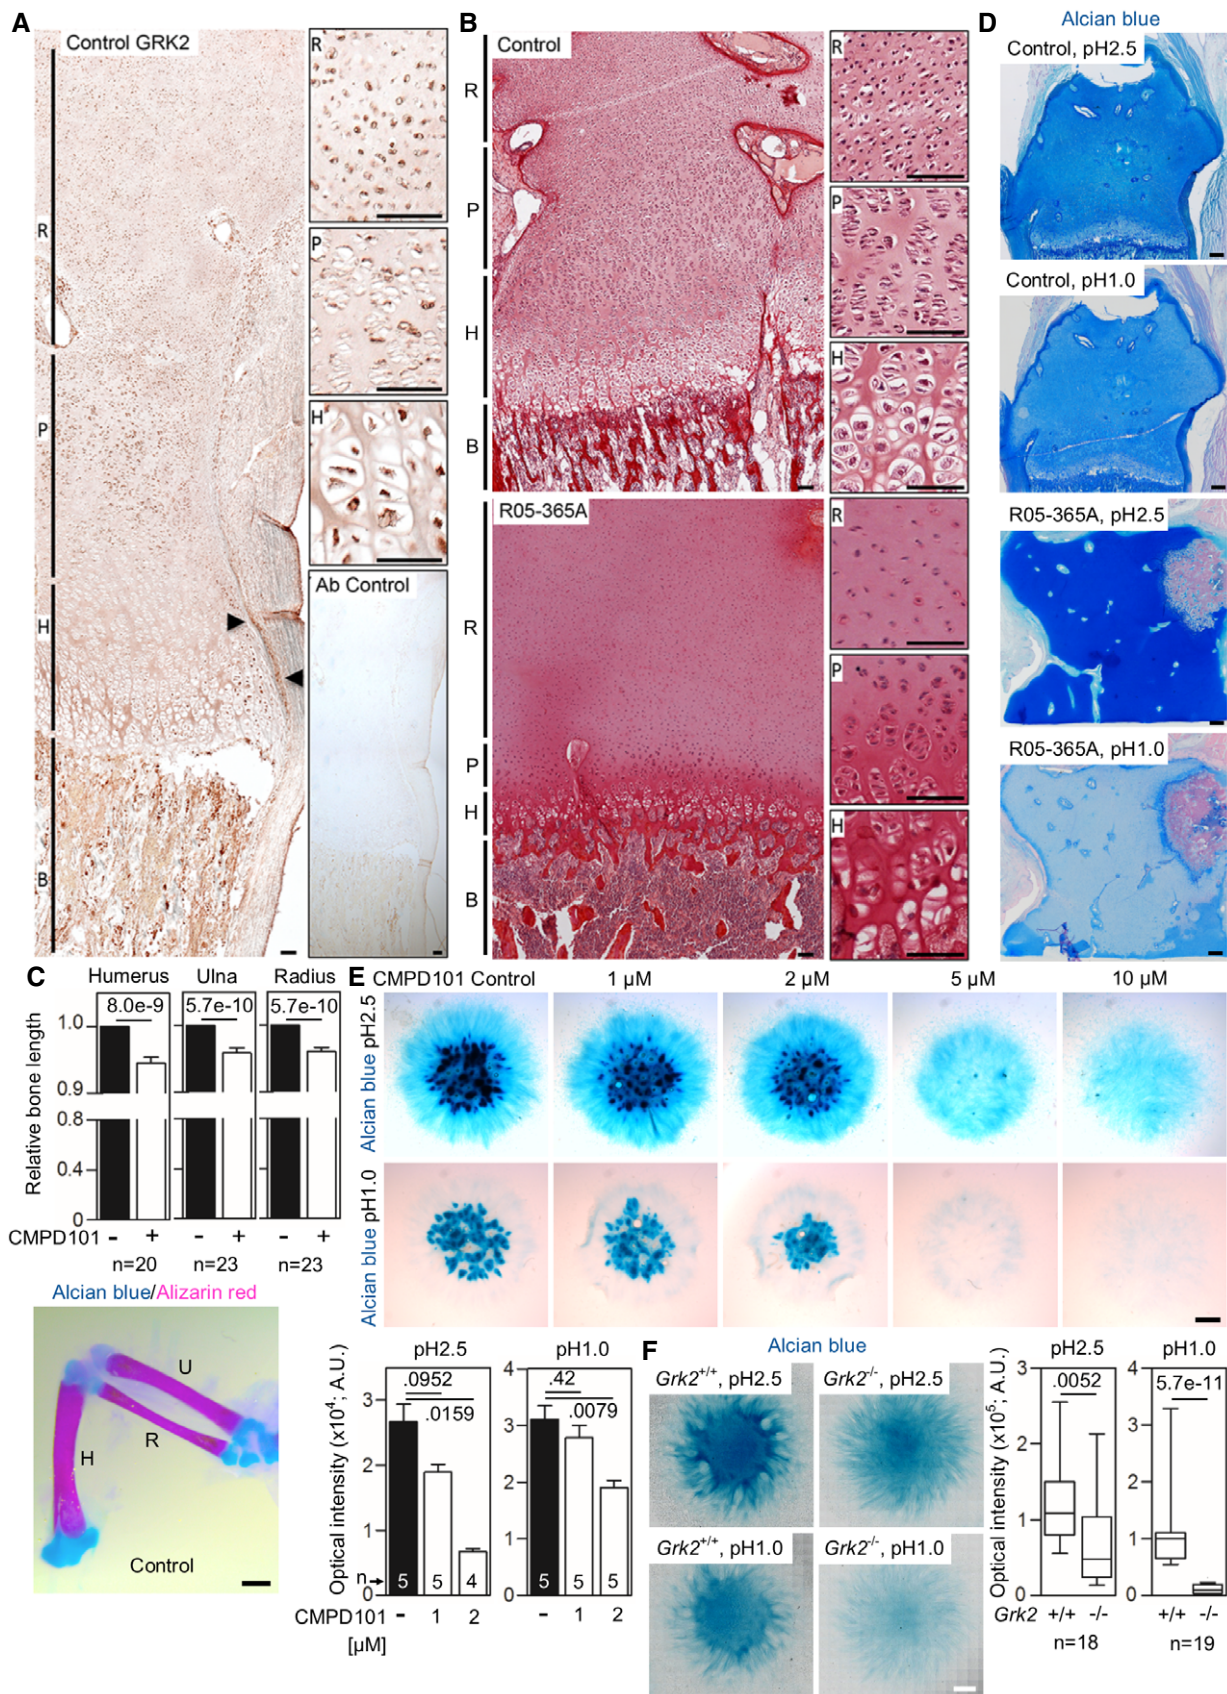 A
Control GRK2
R
P
H
B
R
P
H
Ab Control
B
Control
R
P
H
B
R
P
H
R05-365A
R
P
H
B
R
P
H
D
Alcian blue
Control, pH2.5
Control, pH1.0
R05-365A, pH2.5
R05-365A, pH1.0
C
Humerus
Ulna
Radius
8.0e-9
5.7e-10
5.7e-10
Relative bone length
1.0
0.9
0.8
0.4
0
CMPD101
- + - + - +
n=20
n=23
n=23
Alcian blue/Alizarin red
U
R
H
Control
E
CMPD101 Control
1 µM
2 µM
5 µM
10 µM
Alcian blue pH2.5
Alcian blue pH1.0
pH2.5
pH1.0
Optical intensity (x10⁴; A.U.)
3
2
1
0
.0952
.0159
n
5 5 4
4
3
2
1
0
.42
.0079
5 5 5
CMPD101 - 1 2 - 1 2
[µM]
F
Alcian blue
Grk2+/+, pH2.5
Grk2-/-, pH2.5
Grk2+/+, pH1.0
Grk2-/-, pH1.0
pH2.5
pH1.0
Optical intensity (x10⁵; A.U.)
3
2
1
0
.0052
4
3
2
1
0
5.7e-11
Grk2 +/+ -/- +/+ -/-
n=18
n=19